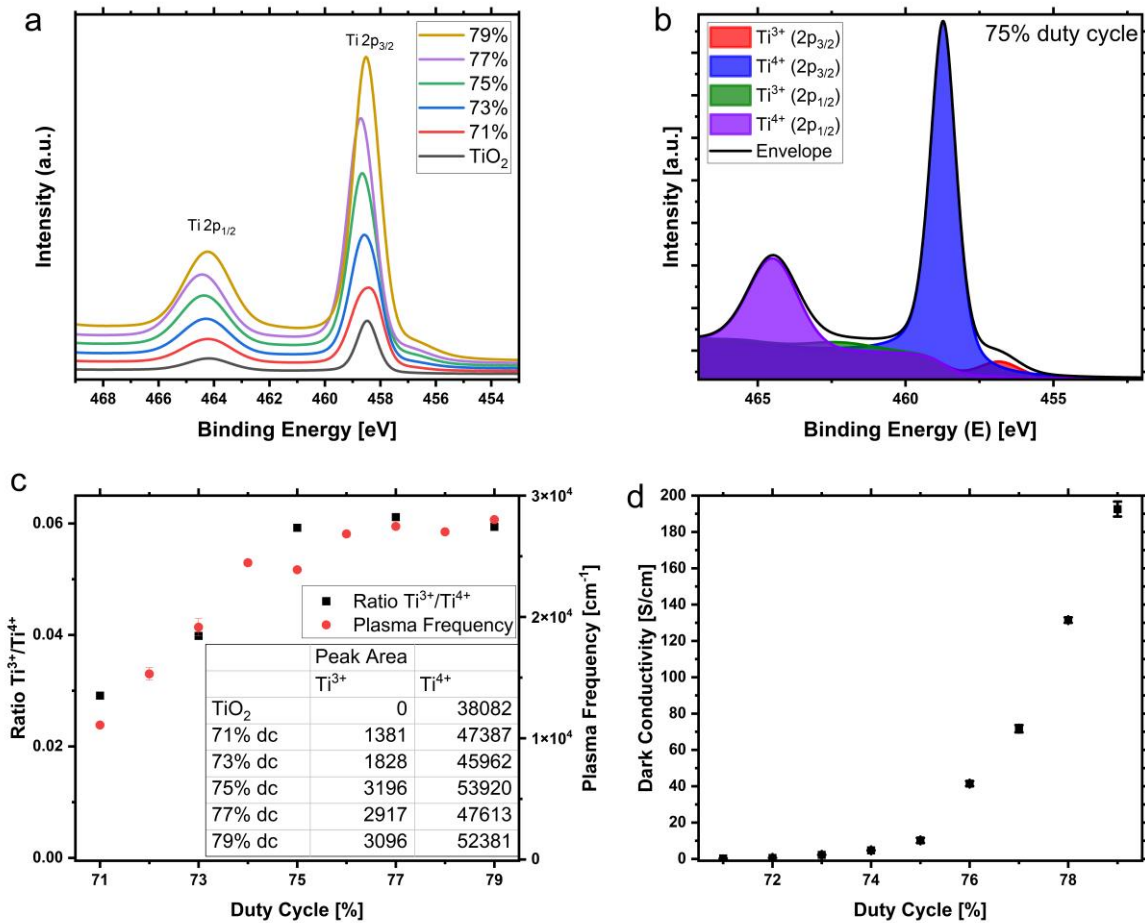 a
Ti 2p3/2
Ti 2p1/2
79%
77%
75%
73%
71%
TiO2
Intensity (a.u.)
468 466 464 462 460 458 456 454
Binding Energy [eV]
b
75% duty cycle
Ti3+ (2p3/2)
Ti4+ (2p3/2)
Ti3+ (2p1/2)
Ti4+ (2p1/2)
Envelope
Intensity [a.u.]
465 460 455
Binding Energy (E) [eV]
c
0.06
0.04
0.02
0.00
Ratio Ti3+/Ti4+
3×10⁴
2×10⁴
1×10⁴
0
Plasma Frequency [cm-1]
Ratio Ti3+/Ti4+
Plasma Frequency
Peak Area
Ti3+ Ti4+
TiO2 0 38082
71% dc 1381 47387
73% dc 1828 45962
75% dc 3196 53920
77% dc 2917 47613
79% dc 3096 52381
71 73 75 77 79
Duty Cycle [%]
d
200
180
160
140
120
100
80
60
40
20
0
Dark Conductivity [S/cm]
72 74 76 78
Duty Cycle [%]